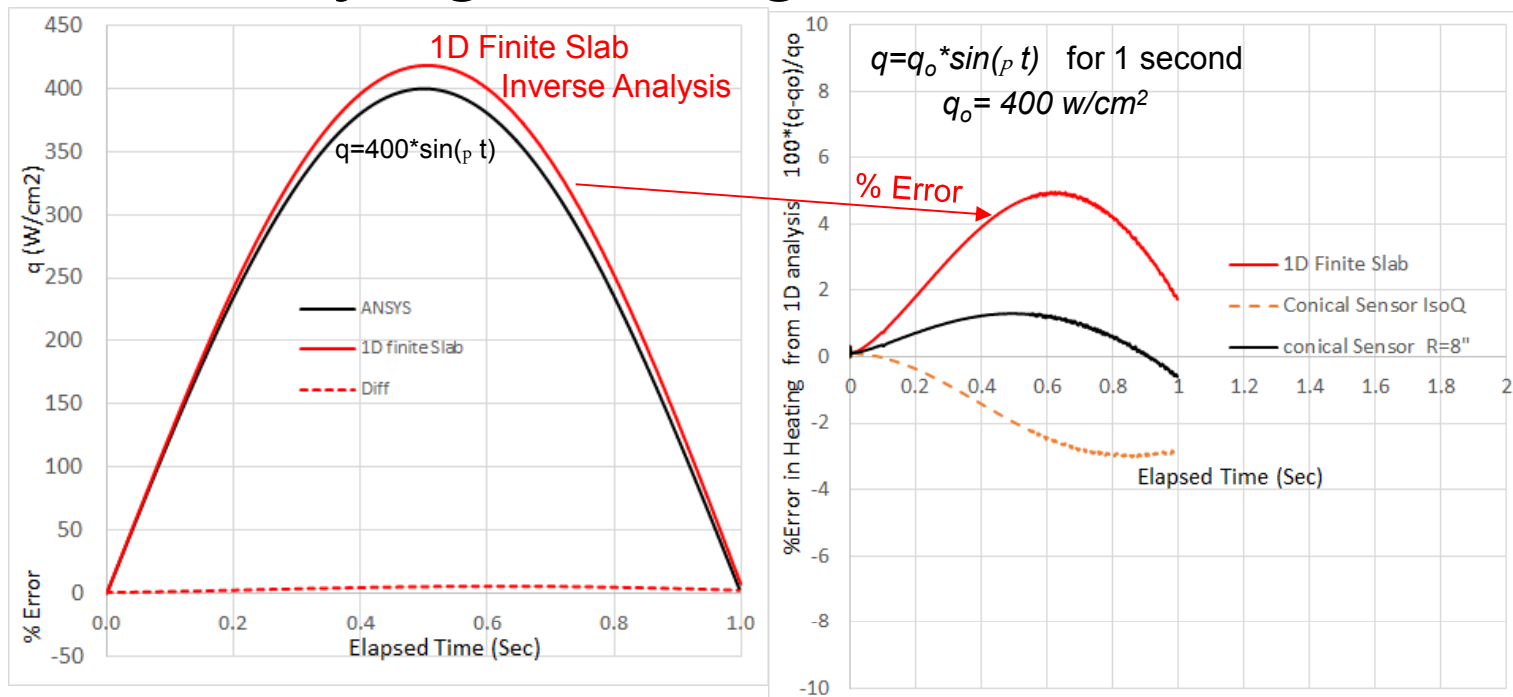 450
400
350
300
250
200
150
100
50
0
-50
q (W/cm2)
% Error
1D Finite Slab
Inverse Analysis
q=400*sin(p t)
ANSYS
1D finite Slab
Diff
0.0 0.2 0.4 0.6 0.8 1.0
Elapsed Time (Sec)
10
8
6
4
2
0
-2
-4
-6
-8
-10
%Error in Heating from 1D analysis 100*(q-qo)/qo
q=qo*sin(p t) for 1 second
qo= 400 w/cm2
% Error
1D Finite Slab
Conical Sensor IsoQ
conical Sensor R=8"
0 0.2 0.4 0.6 0.8 1 1.2 1.4 1.6 1.8 2
Elapsed Time (Sec)